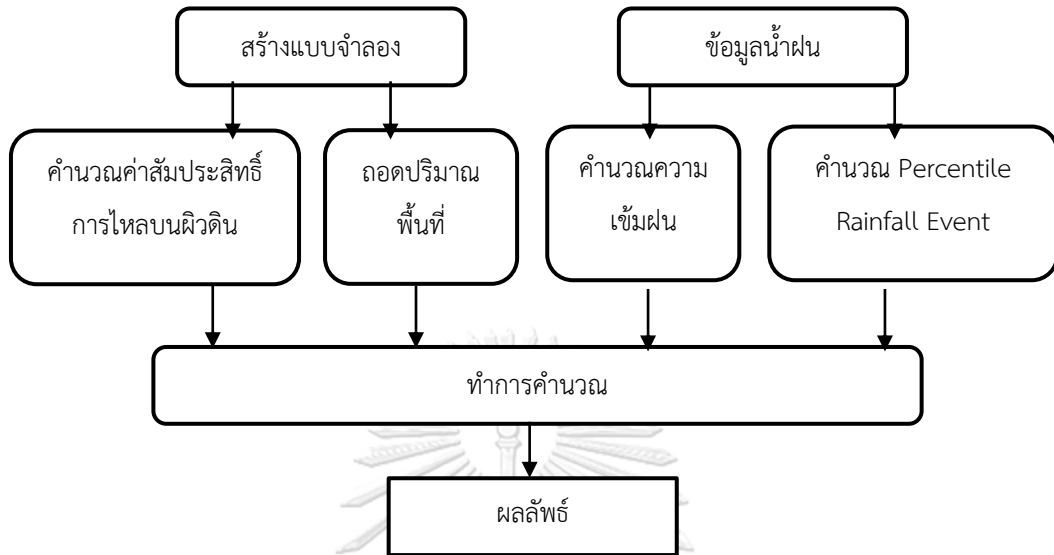 สร้างแบบจำลอง
ข้อมูลน้ำฝน
คำนวณค่าสัมประสิทธิ์
การไหลบนผิวดิน
ถอดปริมาณ
พื้นที่
คำนวณความ
เข้มฝน
คำนวณ Percentile
Rainfall Event
ทำการคำนวณ
ผลลัพธ์